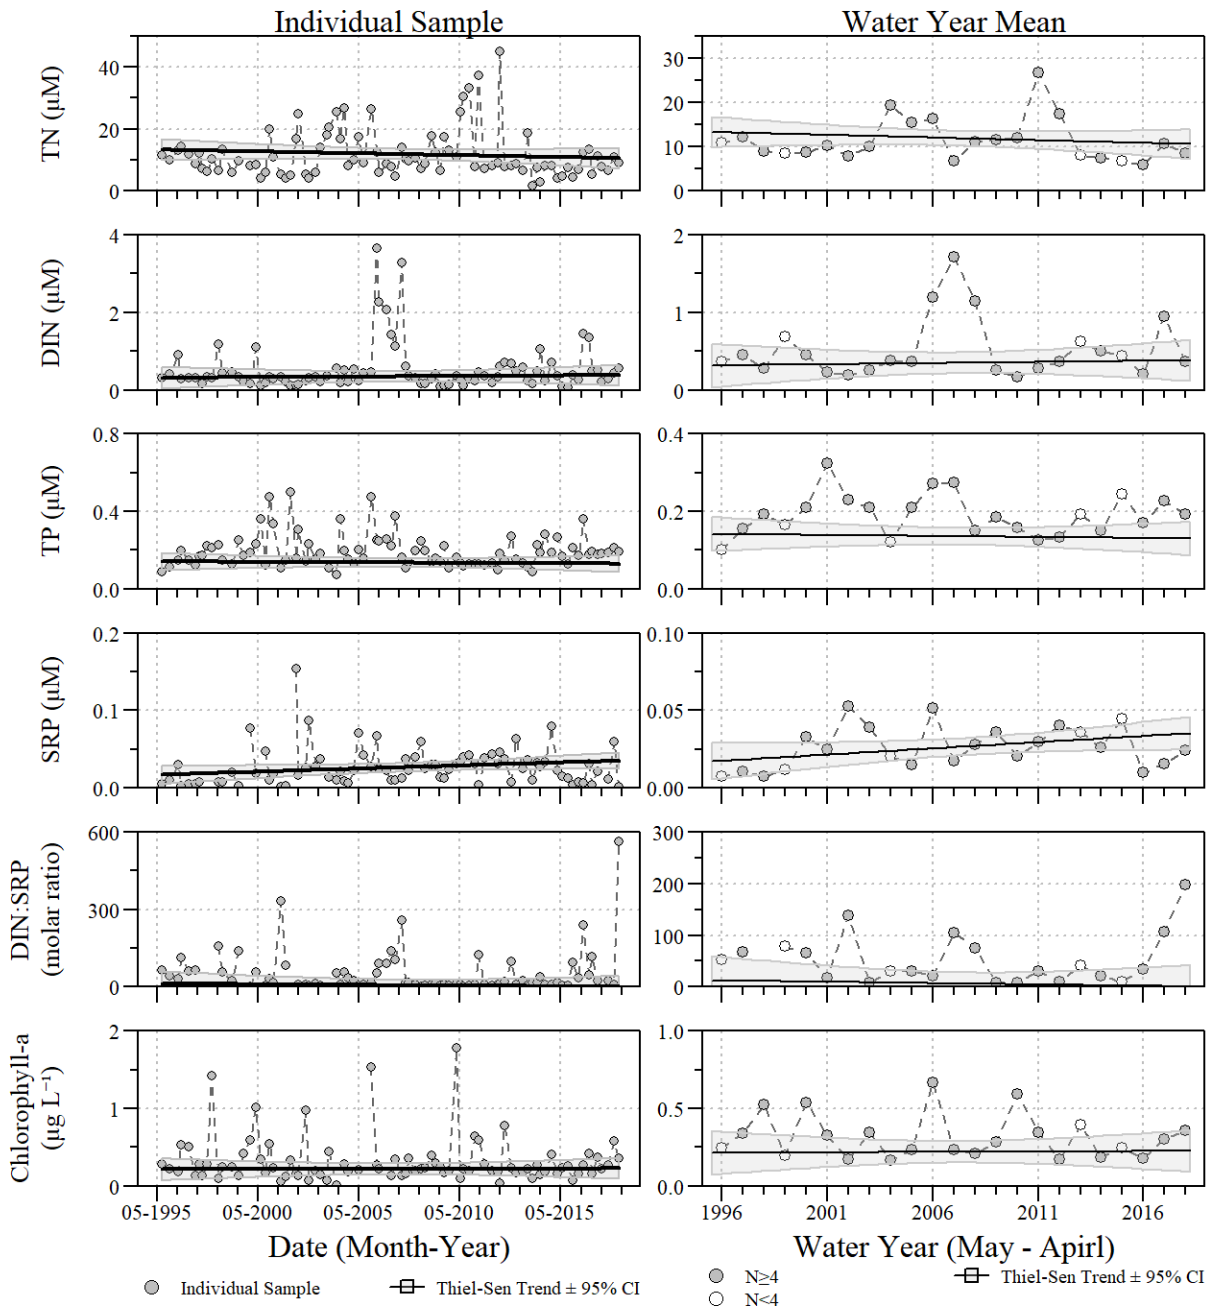 Individual Sample
Water Year Mean
TN (µM)
40
20
0
30
20
10
0
DIN (µM)
4
2
0
2
1
0
TP (µM)
0.8
0.4
0.0
0.4
0.3
0.2
0.1
0.0
SRP (µM)
0.2
0.1
0.0
0.10
0.05
0.00
DIN:SRP
(molar ratio)
600
300
0
300
200
100
0
Chlorophyll-a
(µg L⁻¹)
2
1
0
1.0
0.5
0.0
05-1995 05-2000 05-2005 05-2010 05-2015
1996 2001 2006 2011 2016
Date (Month-Year)
Water Year (May - Apirl)
Individual Sample
Thiel-Sen Trend ± 95% CI
N≥4
N<4
Thiel-Sen Trend ± 95% CI